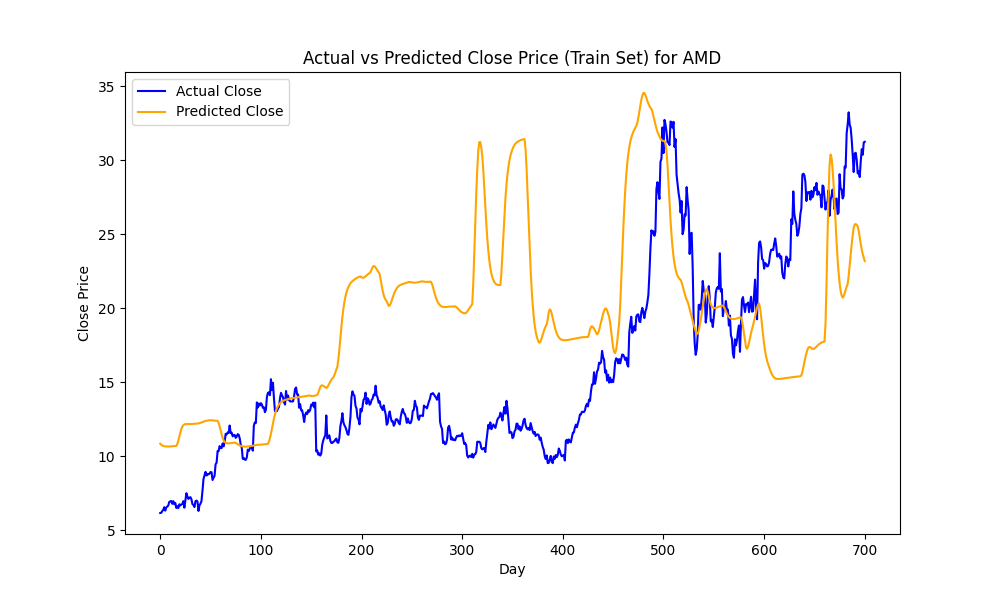 Actual vs Predicted Close Price (Train Set) for AMD
Actual Close
Predicted Close
Close Price
35
30
25
20
15
10
5
0 100 200 300 400 500 600 700
Day